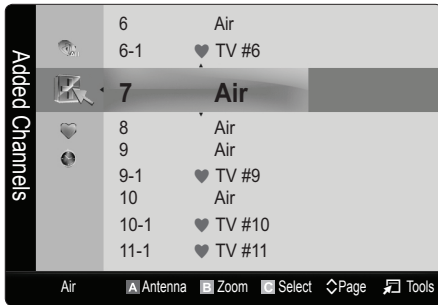 Added Channels
6 Air
6-1 ♥ TV #6
7 Air
8 Air
9 Air
9-1 ♥ TV #9
10 Air
10-1 ♥ TV #10
11-1 ♥ TV #11
Air A Antenna B Zoom C Select Page Tools